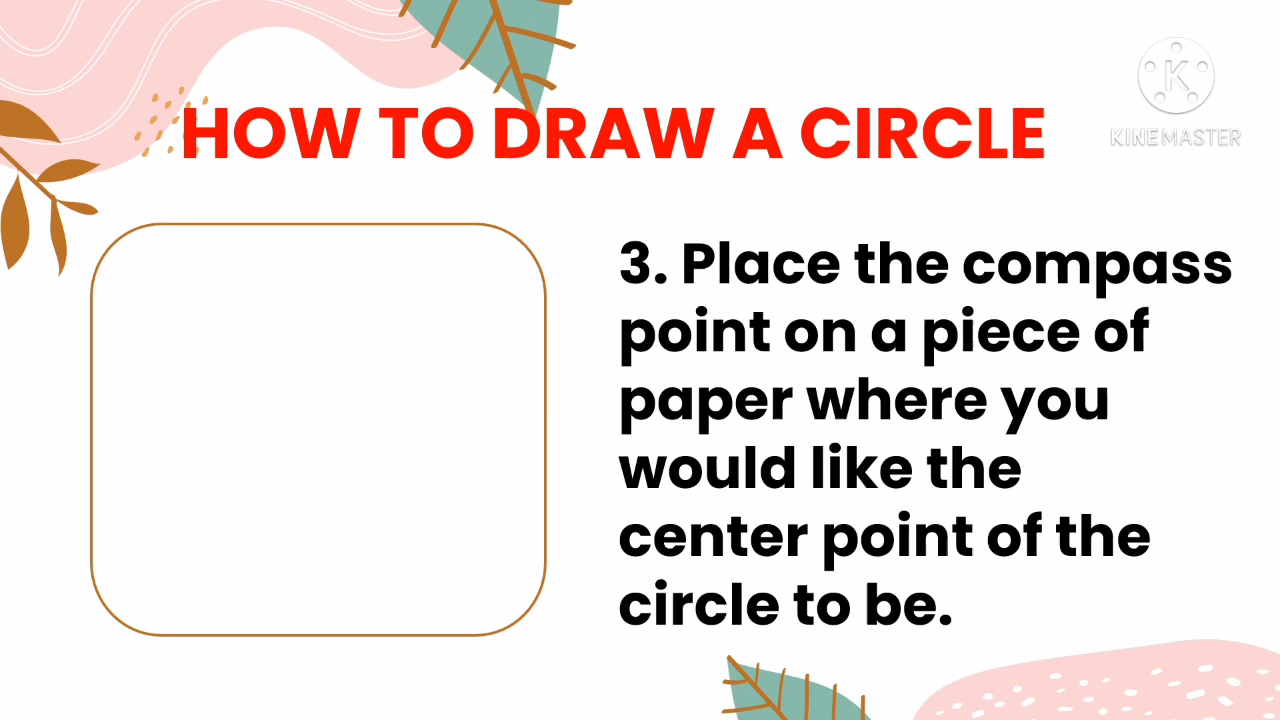 K
KINEMASTER
HOW TO DRAW A CIRCLE
3. Place the compass
point on a piece of
paper where you
would like the
center point of the
circle to be.